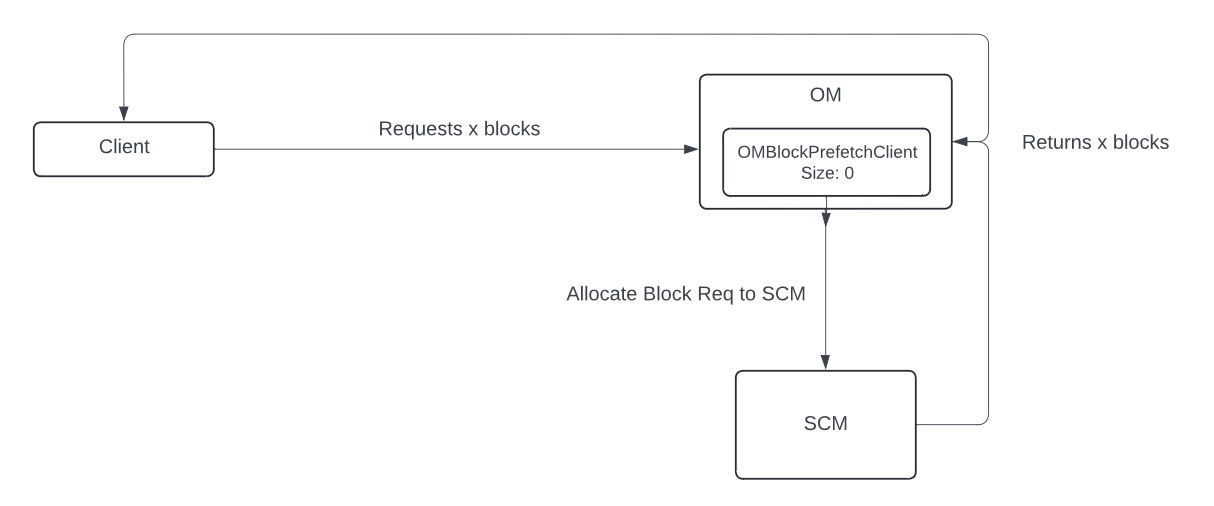 OM
Requests x blocks
Client
Returns x blocks
OMBlockPrefetchClient
Size: 0
Allocate Block Req to SCM
SCM